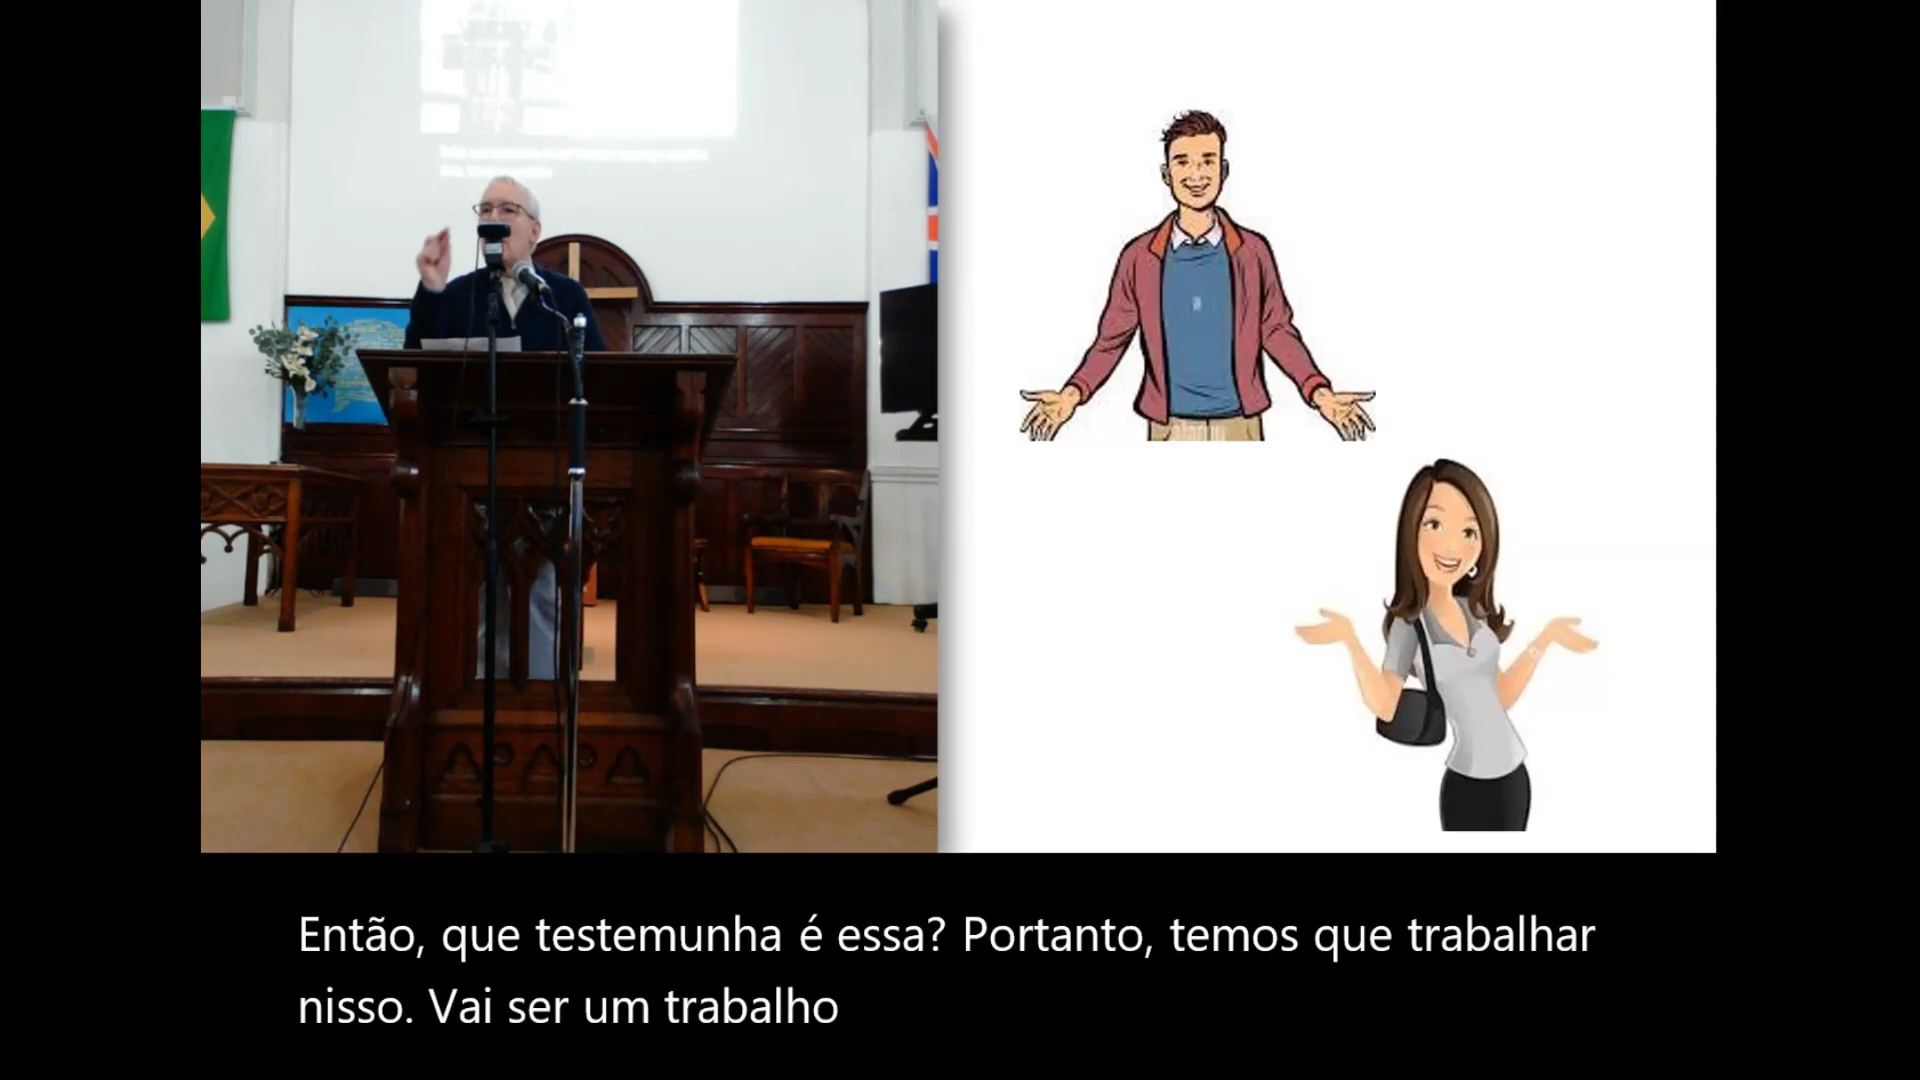 Então, que testemunha é essa? Portanto, temos que trabalhar
nisso. Vai ser um trabalho